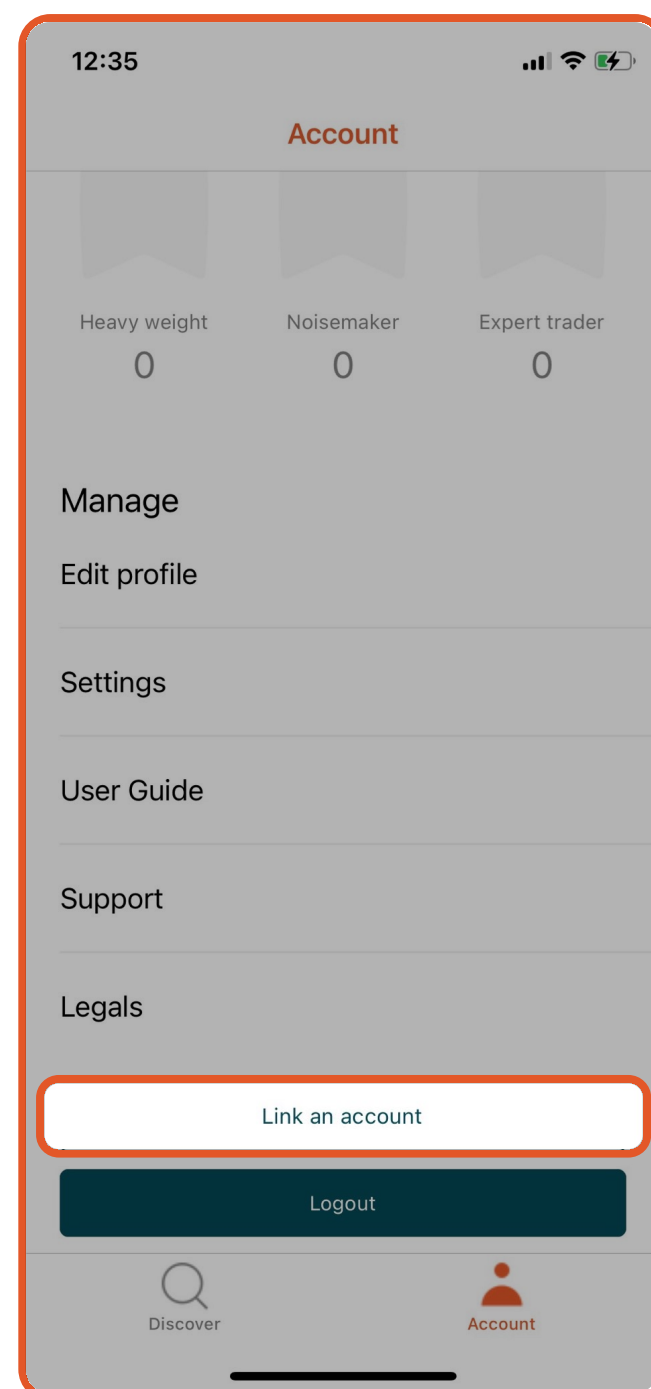 12:35
Account
Heavy weight
Noisemaker
Expert trader
0
0
0
Manage
Edit profile
Settings
User Guide
Support
Legals
Link an account
Logout
Discover
Account